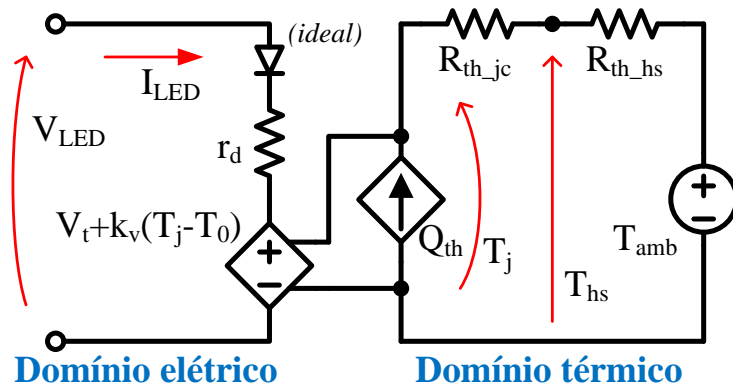 (ideal)
I_LED
V_LED
r_d
V_t+k_v(T_j-T_0)
R_th_jc
R_th_hs
Q_th
T_j
T_hs
T_amb
Domínio elétrico
Domínio térmico